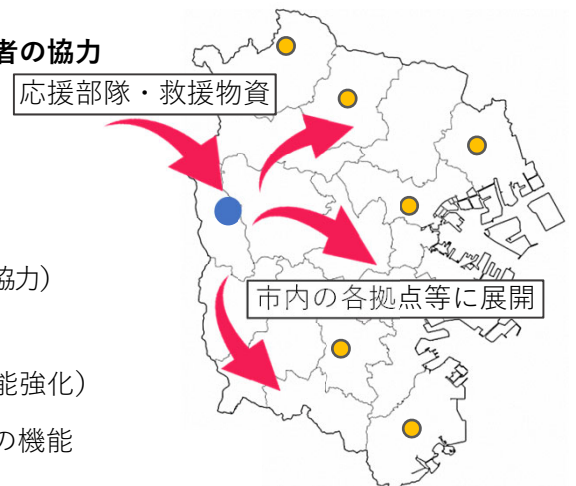 者の協力
応援部隊・救援物資
協力）
市内の各拠点等に展開
能強化）
の機能